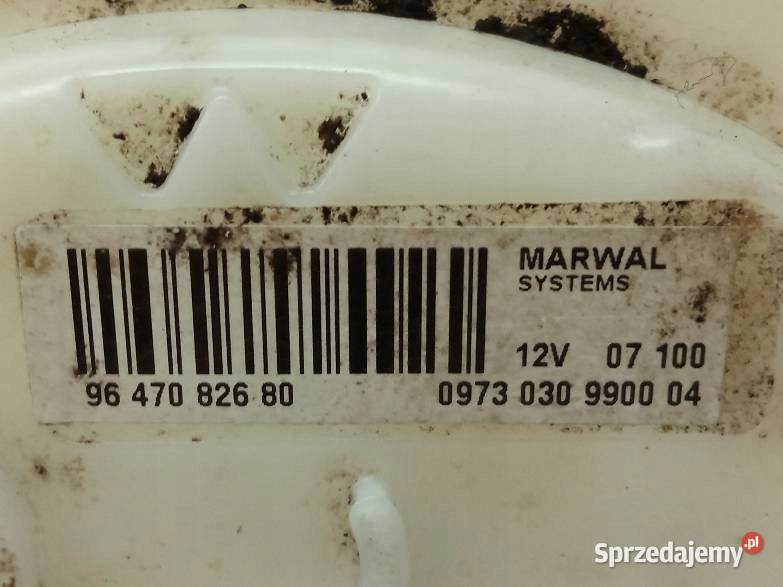 MARWAL
SYSTEMS
12V 07 100
96 470 826 80 0973 030 9900 04
Sprzedajemy.pl